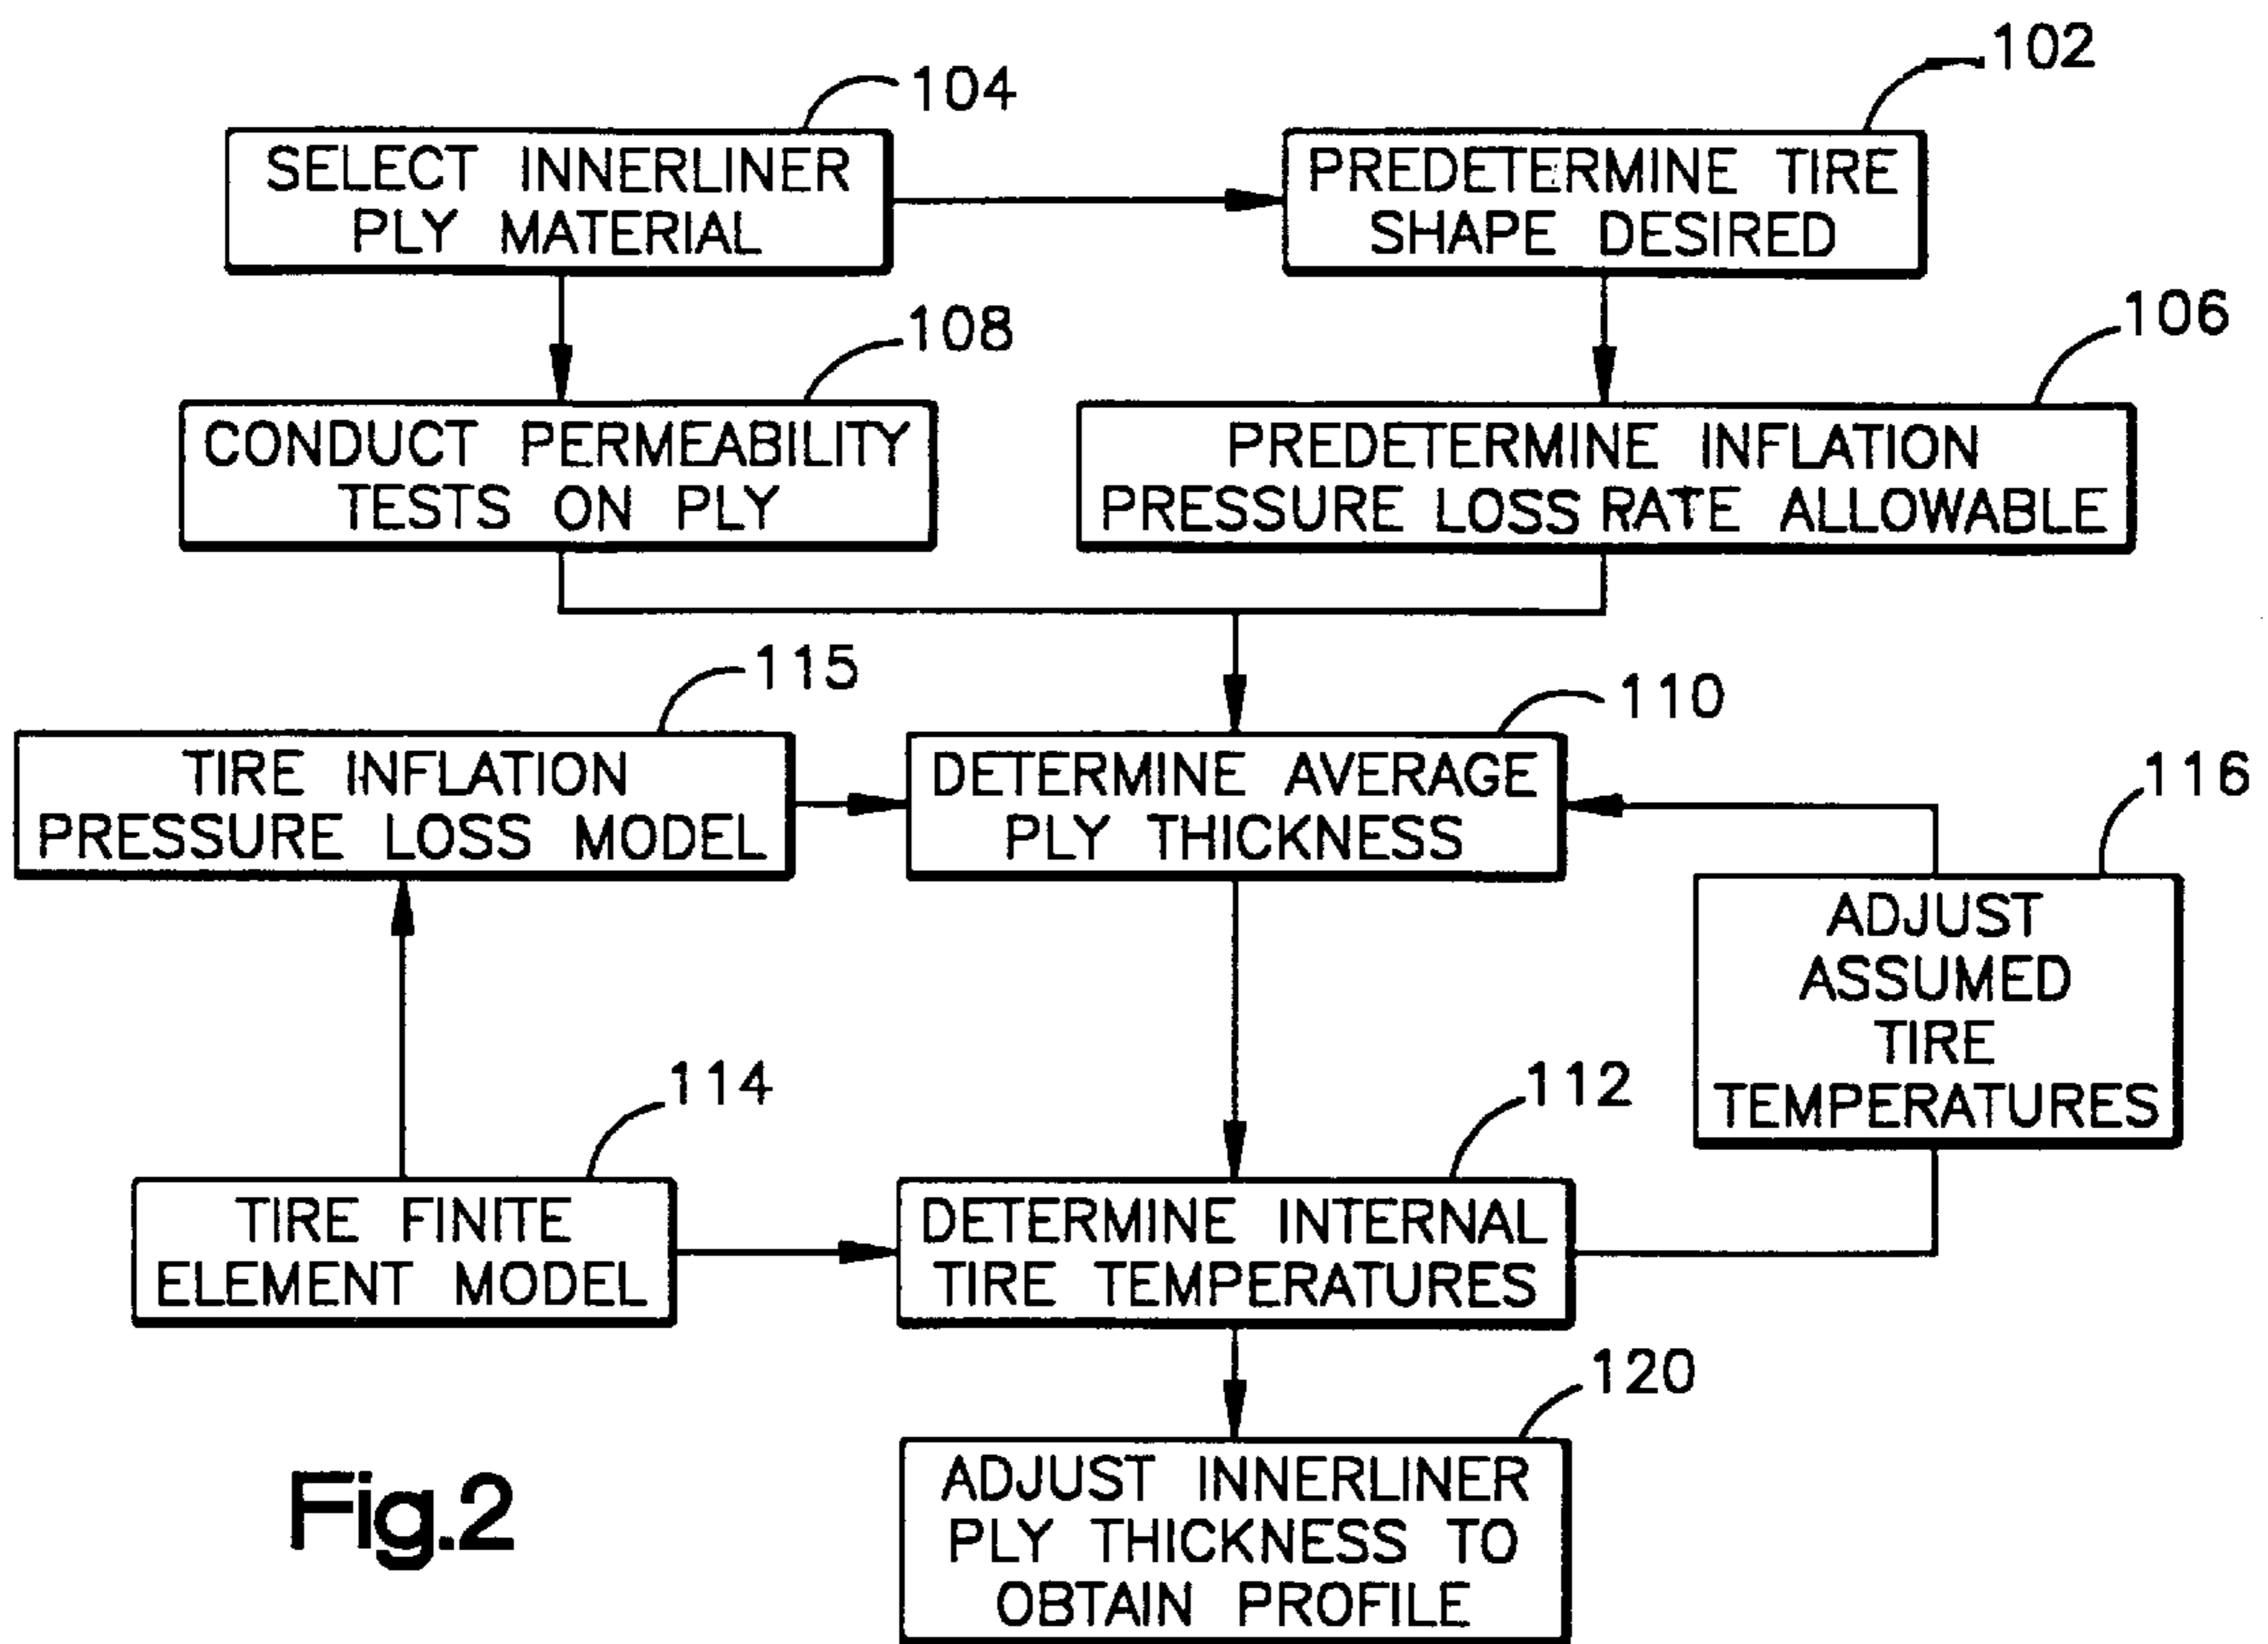 104
102
SELECT INNERLINER
PLY MATERIAL
PREDETERMINE TIRE
SHAPE DESIRED
108
106
CONDUCT PERMEABILITY
TESTS ON PLY
PREDETERMINE INFLATION
PRESSURE LOSS RATE ALLOWABLE
115
110
116
TIRE INFLATION
PRESSURE LOSS MODEL
DETERMINE AVERAGE
PLY THICKNESS
ADJUST
ASSUMED
TIRE
TEMPERATURES
114
112
TIRE FINITE
ELEMENT MODEL
DETERMINE INTERNAL
TIRE TEMPERATURES
120
ADJUST INNERLINER
PLY THICKNESS TO
OBTAIN PROFILE
Fig.2